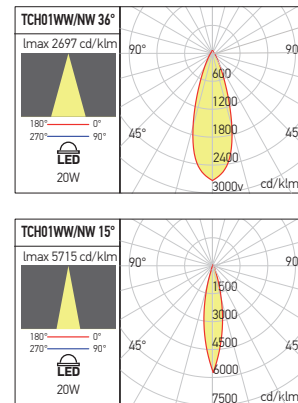 TCH01WW/NW 36°
Imax 2697 cd/klm
180° 0°
270° 90°
LED
20W
90° 90°
600
1200
45° 1800 45°
2400
3000v cd/klm
TCH01WW/NW 15°
Imax 5715 cd/klm
180° 0°
270° 90°
LED
20W
90° 90°
1500
3000
45° 4500 45°
6000
7500 cd/klm